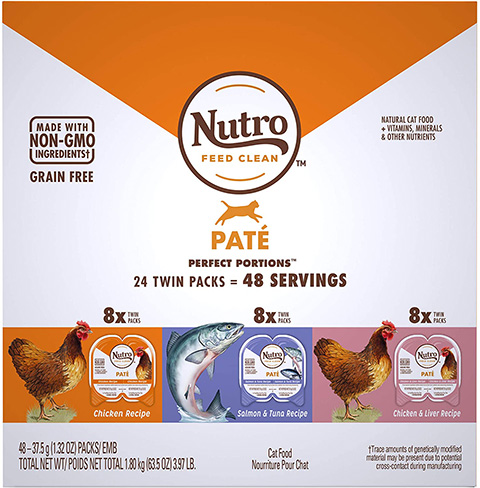 Nutro
FEED CLEAN
™
MADE WITH
NON-GMO
INGREDIENTS†
GRAIN FREE
NATURAL CAT FOOD
+ VITAMINS, MINERALS
& OTHER NUTRIENTS
PATÉ
PERFECT PORTIONS™
24 TWIN PACKS = 48 SERVINGS
8X TWIN PACKS
Nutro
PATÉ
Chicken Recipe
8X TWIN PACKS
Nutro
PATÉ
Salmon & Tuna Recipe
8X TWIN PACKS
Nutro
PATÉ
Chicken & Liver Recipe
48 – 37.5 g (1.32 OZ) PACKS/ EMB
TOTAL NET WT/ POIDS NET TOTAL 1.80 kg (63.5 OZ) 3.97 LB.
Cat Food
Nourriture Pour Chat
†Trace amounts of genetically modified
material may be present due to potential
cross-contact during manufacturing